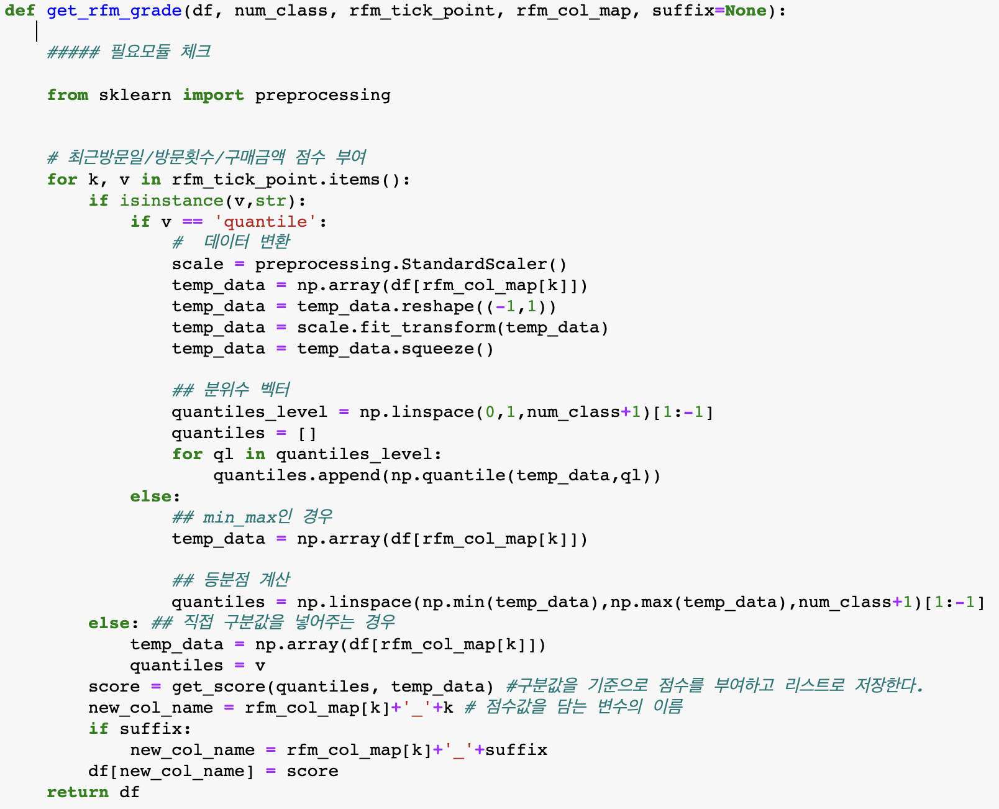 def get_rfm_grade(df, num_class, rfm_tick_point, rfm_col_map, suffix=None):
##### 필요모듈 체크
from sklearn import preprocessing
# 최근방문일/방문횟수/구매금액 점수 부여
for k, v in rfm_tick_point.items():
if isinstance(v,str):
if v == 'quantile':
#  데이터 변환
scale = preprocessing.StandardScaler()
temp_data = np.array(df[rfm_col_map[k]])
temp_data = temp_data.reshape((-1,1))
temp_data = scale.fit_transform(temp_data)
temp_data = temp_data.squeeze()
## 분위수 벡터
quantiles_level = np.linspace(0,1,num_class+1)[1:-1]
quantiles = []
for ql in quantiles_level:
quantiles.append(np.quantile(temp_data,ql))
else:
## min_max인 경우
temp_data = np.array(df[rfm_col_map[k]])
## 등분점 계산
quantiles = np.linspace(np.min(temp_data),np.max(temp_data),num_class+1)[1:-1]
else: ## 직접 구분값을 넣어주는 경우
temp_data = np.array(df[rfm_col_map[k]])
quantiles = v
score = get_score(quantiles, temp_data) #구분값을 기준으로 점수를 부여하고 리스트로 저장한다.
new_col_name = rfm_col_map[k]+'_'+k # 점수값을 담는 변수의 이름
if suffix:
new_col_name = rfm_col_map[k]+'_'+suffix
df[new_col_name] = score
return df